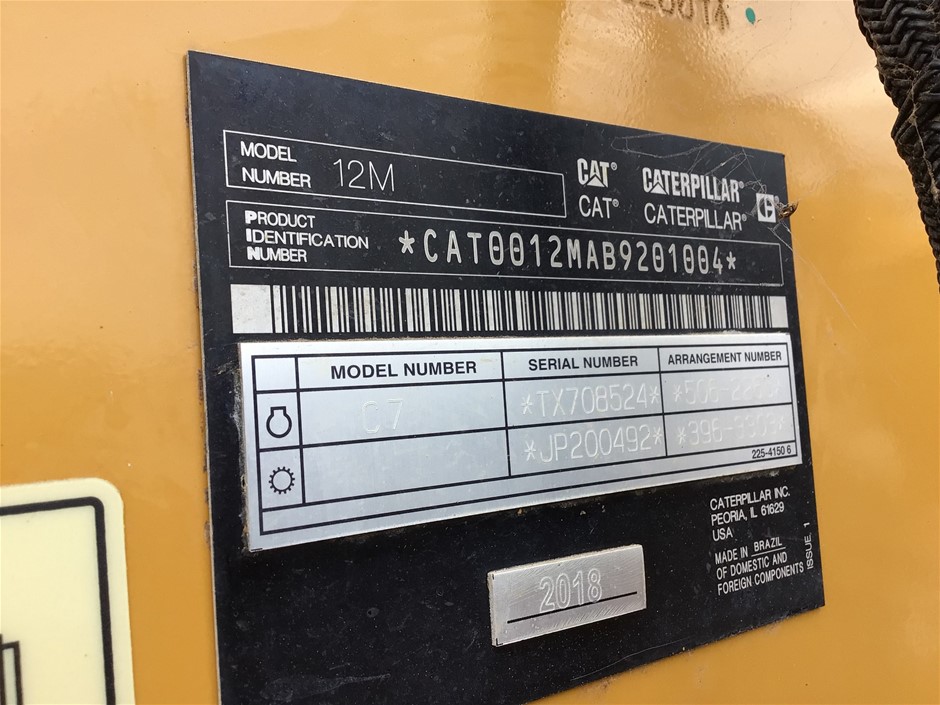 MODEL
NUMBER 12M
CAT® CATERPILLAR®
CAT® CATERPILLAR®
PRODUCT
IDENTIFICATION
NUMBER
*CAT0012MAB9201004*
MODEL NUMBER SERIAL NUMBER ARRANGEMENT NUMBER
C7 *TX708524*
*JP200492*
225-4150 6
CATERPILLAR INC.
PEORIA, IL 61629
USA
MADE IN BRAZIL
OF DOMESTIC AND
FOREIGN COMPONENTS
ISSUE 1
2018